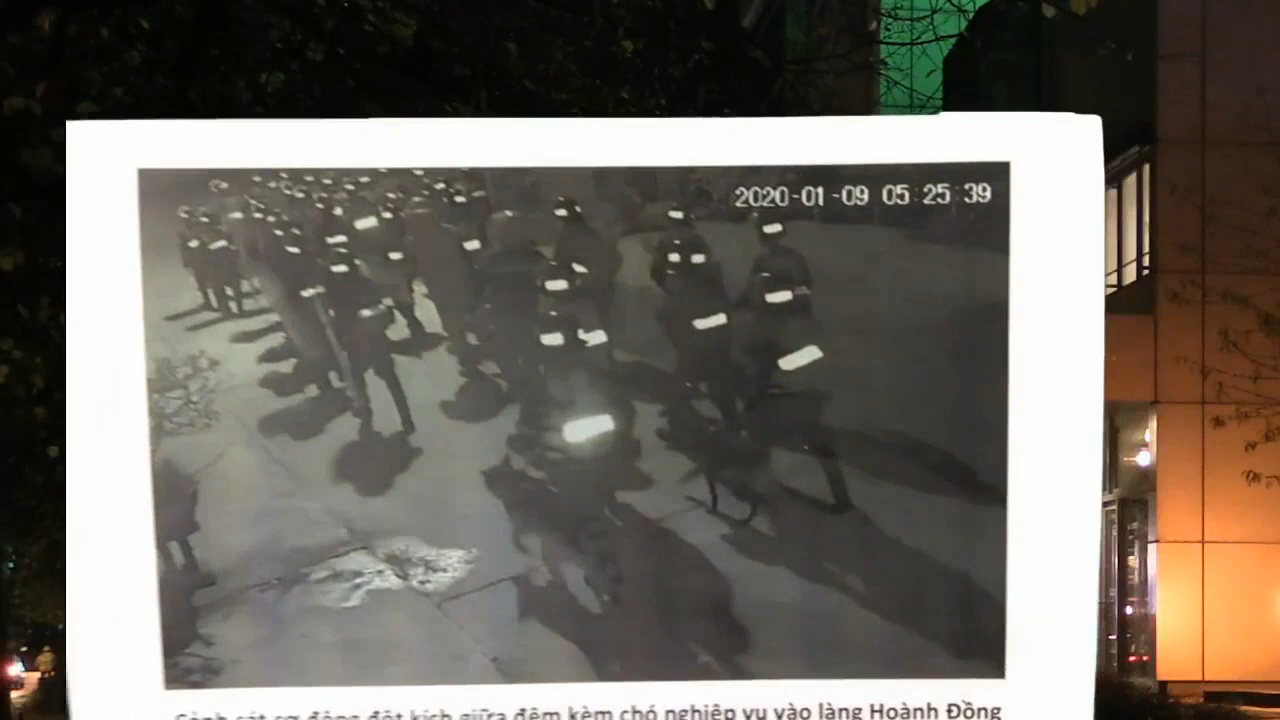 2020-01-09 05:25:39
Cảnh sát cơ động đột kích giữa đêm kèm chó nghiệp vụ vào làng Hoành Đồng